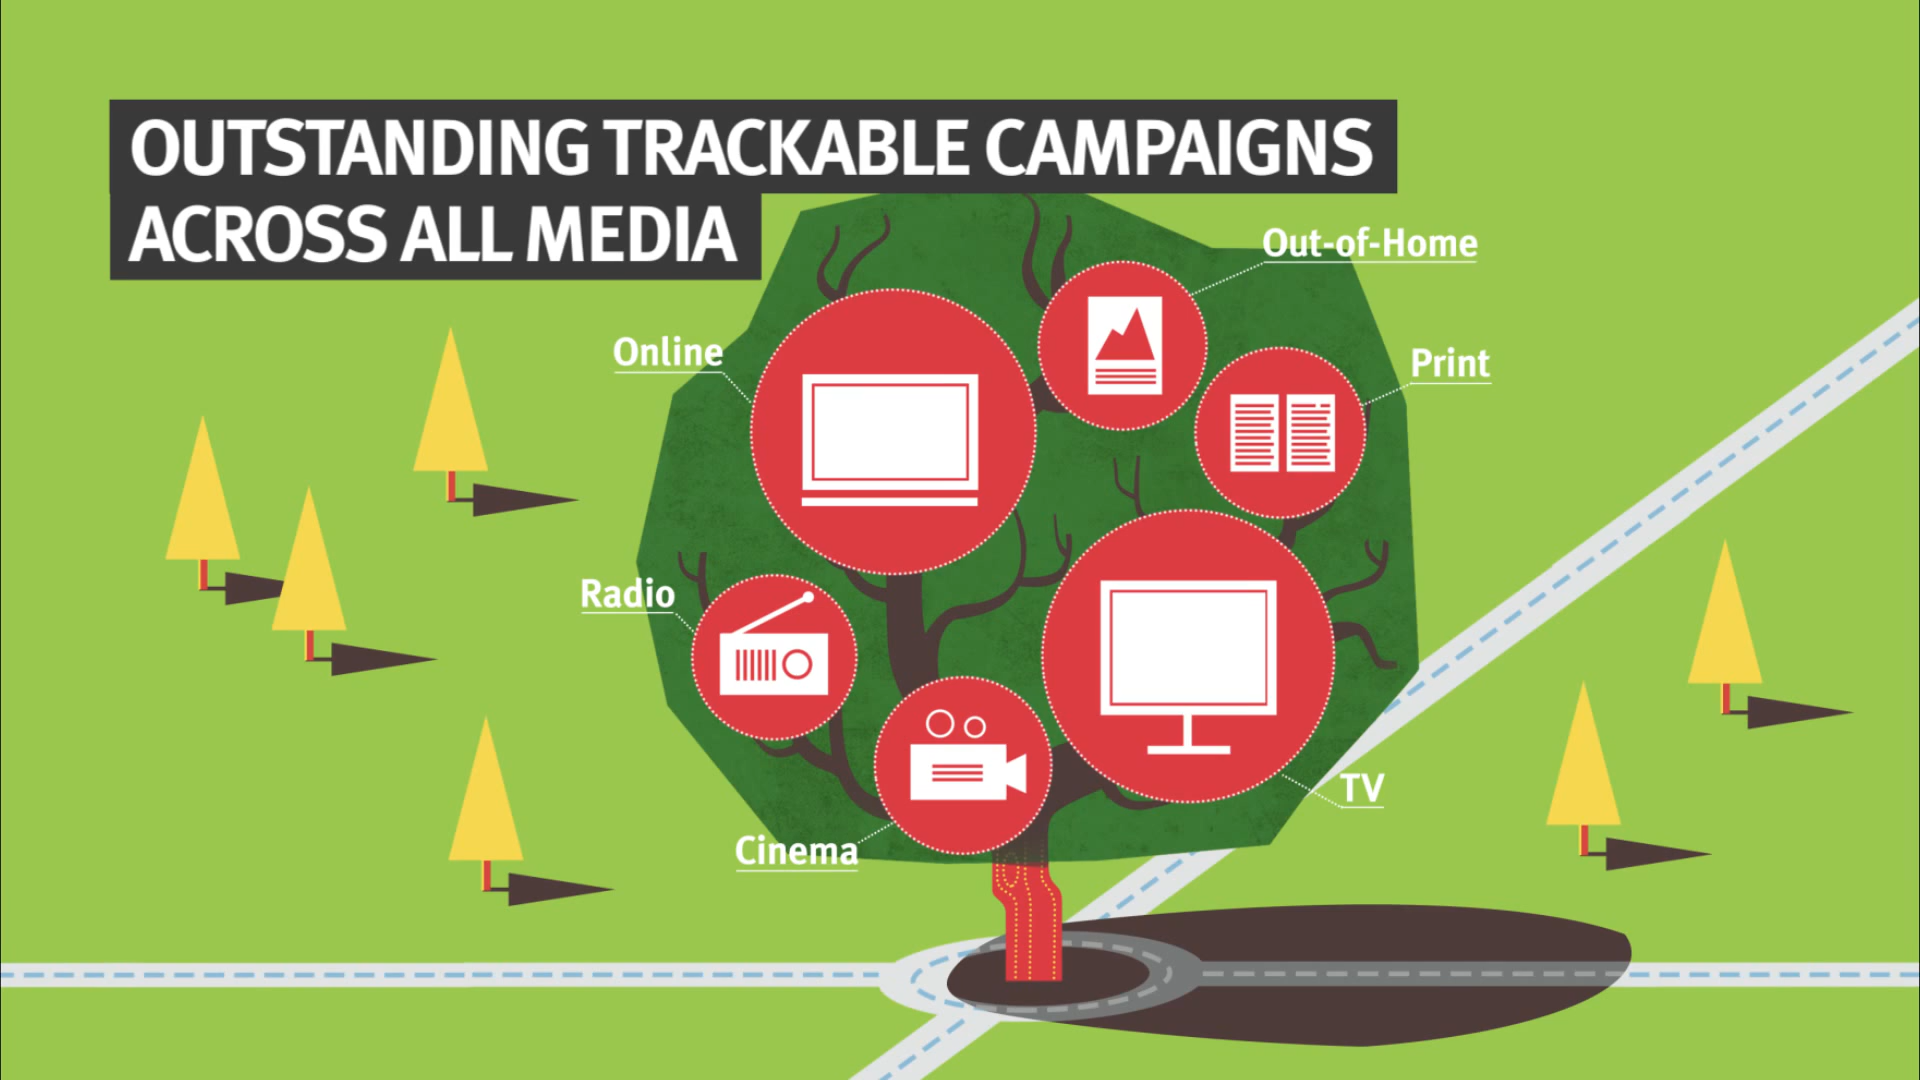 OUTSTANDING TRACKABLE CAMPAIGNS
ACROSS ALL MEDIA
Out-of-Home
Online
Print
Radio
TV
Cinema